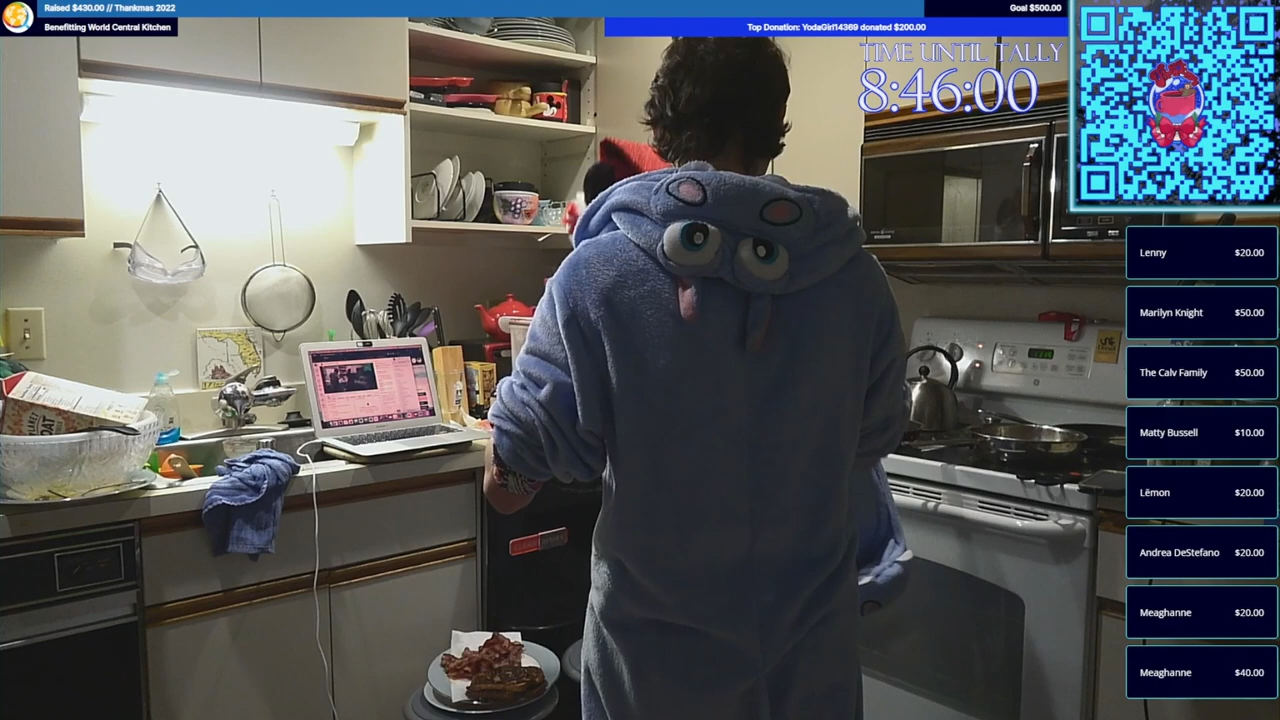 Raised $430.00 // Thankmas 2022
Goal $500.00
Benefitting World Central Kitchen
Top Donation: YodaGirl14369 donated $200.00
TIME UNTIL TALLY
8:46:00
Lenny $20.00
Marilyn Knight $50.00
The Calv Family $50.00
Matty Bussell $10.00
Lëmon $20.00
Andrea DeStefano $20.00
Meaghanne $20.00
Meaghanne $40.00